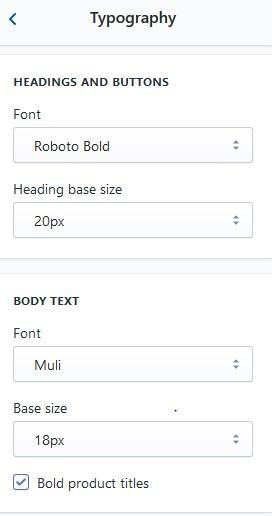 Typography
HEADINGS AND BUTTONS
Font
Roboto Bold
Heading base size
20px
BODY TEXT
Font
Muli
Base size
18px
Bold product titles